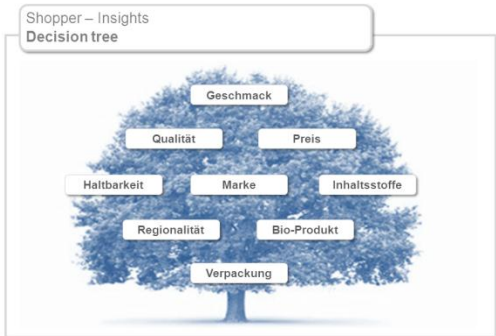 Shopper – Insights
Decision tree
Geschmack
Qualität Preis
Haltbarkeit Marke Inhaltsstoffe
Regionalität Bio-Produkt
Verpackung